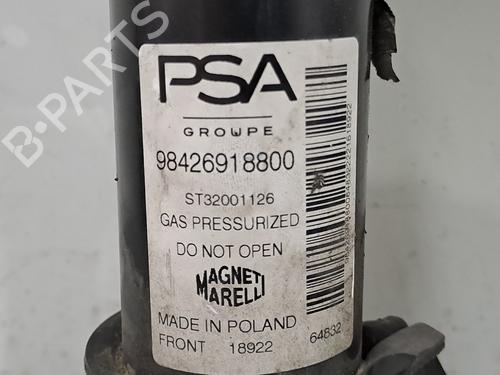 PSA
GROUPE
98426918800
ST32001126
GAS PRESSURIZED
DO NOT OPEN
MAGNETI
MARELLI
MADE IN POLAND
FRONT 18922
64832
B-PARTS